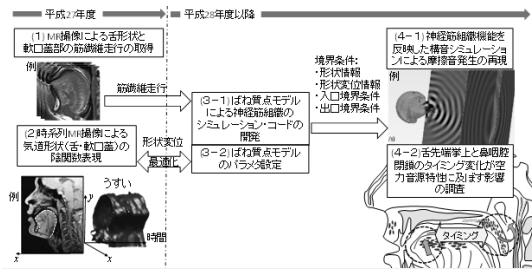 平成27年度
平成28年度以降
(1)MR撮像による舌形状と
軟口蓋部の筋繊維走行の取得
例
筋繊維走行
(2)時系列MR撮像による
気道形状(舌・軟口蓋)の
陰関数表現
形状変位
最適化
例
y
うすい
x
x
時間
(3-1)ばね質点モデル
による神経筋組織の
シミュレーション・コードの
開発
(3-2)ばね質点モデルの
パラメタ設定
境界条件:
・形状情報
・形状変位情報
・入口境界条件
・出口境界条件
(4-1)神経筋組織機能を
反映した構音シミュレーショ
ンによる摩擦音発生の再現
例
(4-2)舌先端挙上と鼻咽腔
閉鎖のタイミング変化が空
力音源特性に及ぼす影響
の調査
タイミング